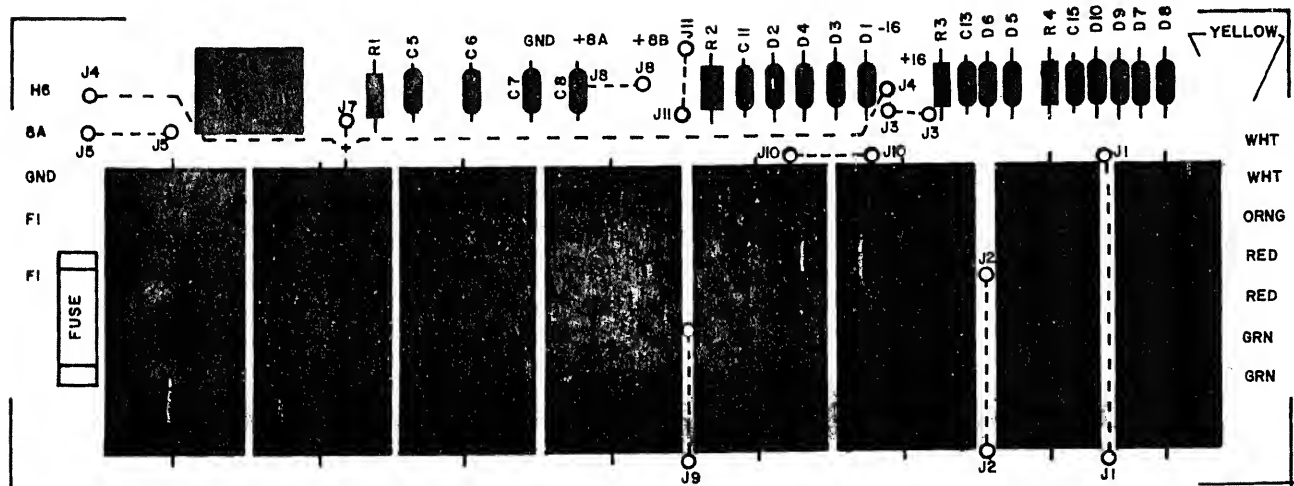 J4
H6
8A
J5
J5
GND
F1
F1
FUSE
J7
R1
C5
C6
GND
C7
+8A
C8
J8
+8B
J8
J11
J11
R2
C11
D2
D4
D3
D1
-16
J4
+16
J3
J3
R3
C13
D6
D5
R4
C15
D10
D9
D7
D8
YELLOW
J10
J10
J1
J2
J9
J2
J1
WHT
WHT
ORNG
RED
RED
GRN
GRN